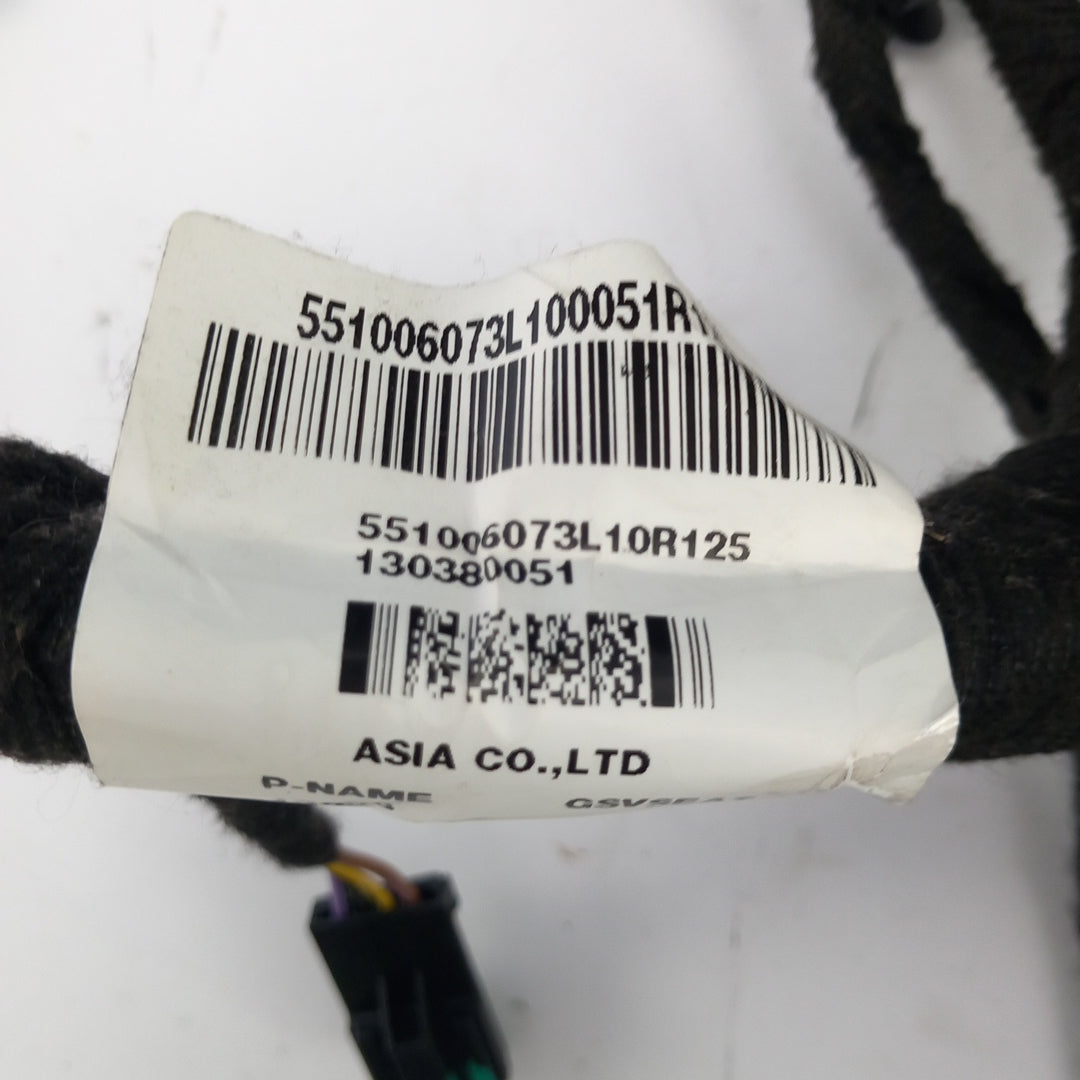 551006073L100051R1
551006073L10R125
130380051
ASIA CO.,LTD
P-NAME